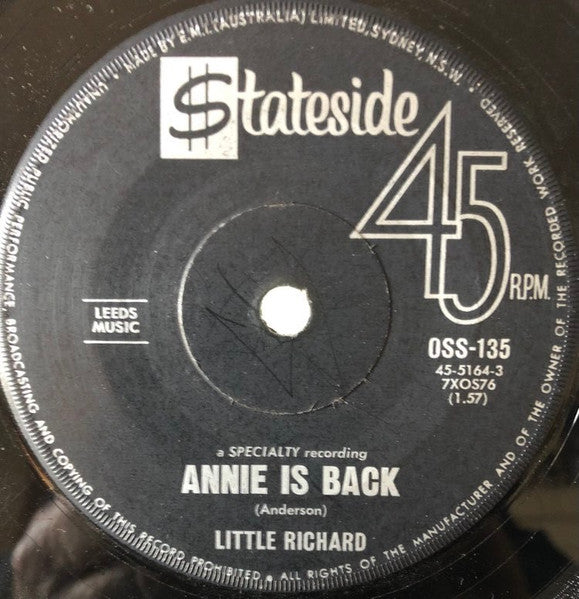 MADE BY E.M.I. (AUSTRALIA) LIMITED, SYDNEY, N.S.W.
$tateside
45
R.P.M.
LEEDS
MUSIC
OSS-135
45-5164-3
7XOS76
(1.57)
a SPECIALTY recording
ANNIE IS BACK
(Anderson)
LITTLE RICHARD
UNAUTHORIZED PUBLIC PERFORMANCE, BROADCASTING AND COPYING OF THIS RECORD PROHIBITED • ALL RIGHTS OF THE MANUFACTURER AND OF THE OWNER OF THE RECORDED WORK RESERVED